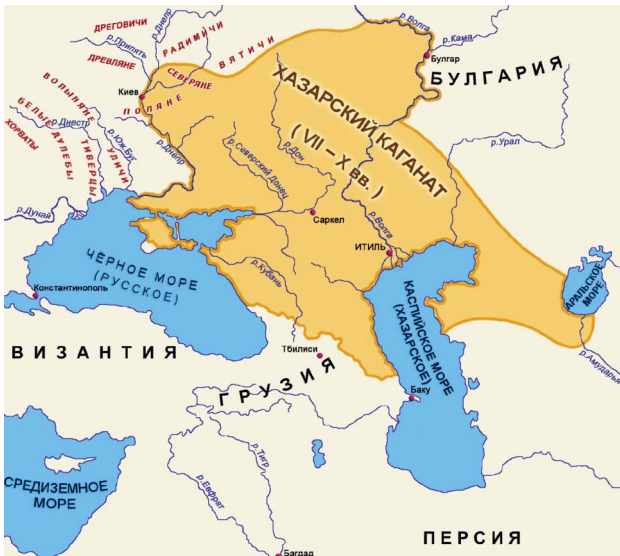 ДРЕГОВИЧИ
р.Припять
р.Днепр
РАДИМИЧИ
ВЯТИЧИ
р.Волга
р.Кама
Булгар
БУЛГАРИЯ
ДРЕВЛЯНЕ
СЕВЕРЯНЕ
Киев
ПОЛЯНЕ
ХАЗАРСКИЙ КАГАНАТ
( VII – X вв. )
ВОЛЫНЯНЕ
р.Днестр
БЕЛЫЕ
ХОРВАТЫ
ДУЛЕБЫ
ТИВЕРЦЫ
УЛИЧИ
р.Юж.Буг
р.Днепр
р.Северский Донец
р.Дон
р.Урал
Саркел
р.Волга
ИТИЛЬ
р.Дунай
ЧЁРНОЕ МОРЕ
(РУССКОЕ)
р.Кубань
Константинополь
КАСПИЙСКОЕ МОРЕ
(ХАЗАРСКОЕ)
АРАЛЬСКОЕ
МОРЕ
р.Амударья
ВИЗАНТИЯ
Тбилиси
ГРУЗИЯ
Баку
р.Тигр
р.Евфрат
СРЕДИЗЕМНОЕ
МОРЕ
ПЕРСИЯ
Багдад